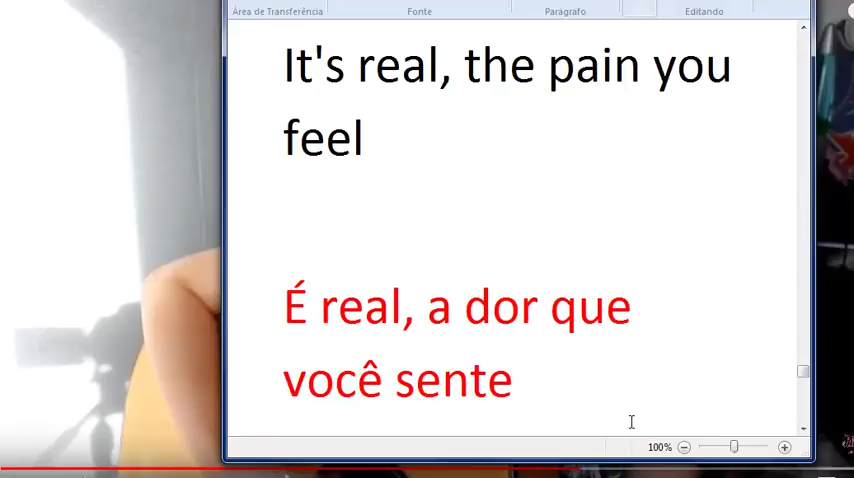 Área de Transferência Fonte Parágrafo Editando
It's real, the pain you
feel
É real, a dor que
você sente
100%